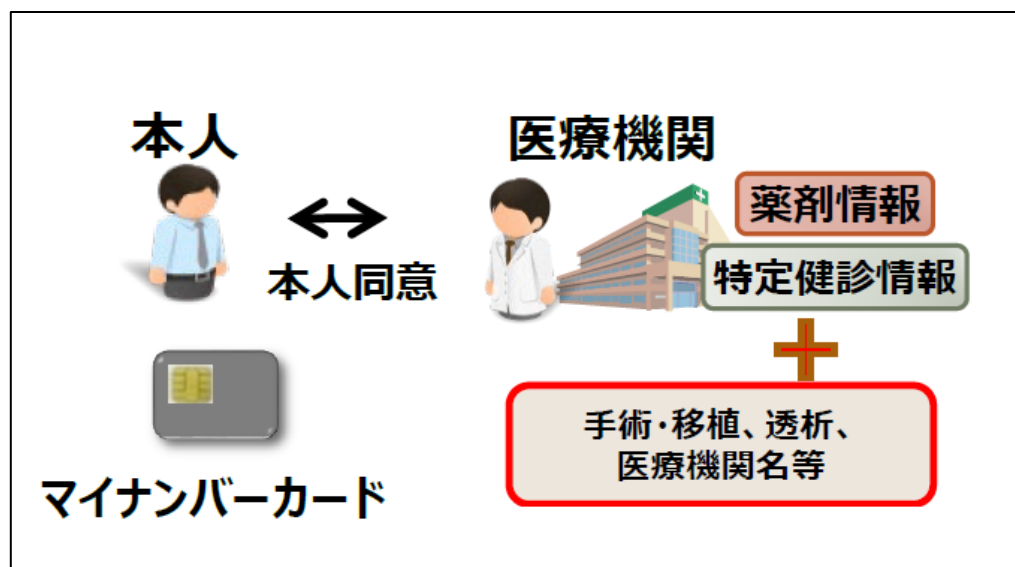 本人
医療機関
薬剤情報
本人同意
特定健診情報
手術・移植、透析、
医療機関名等
マイナンバーカード